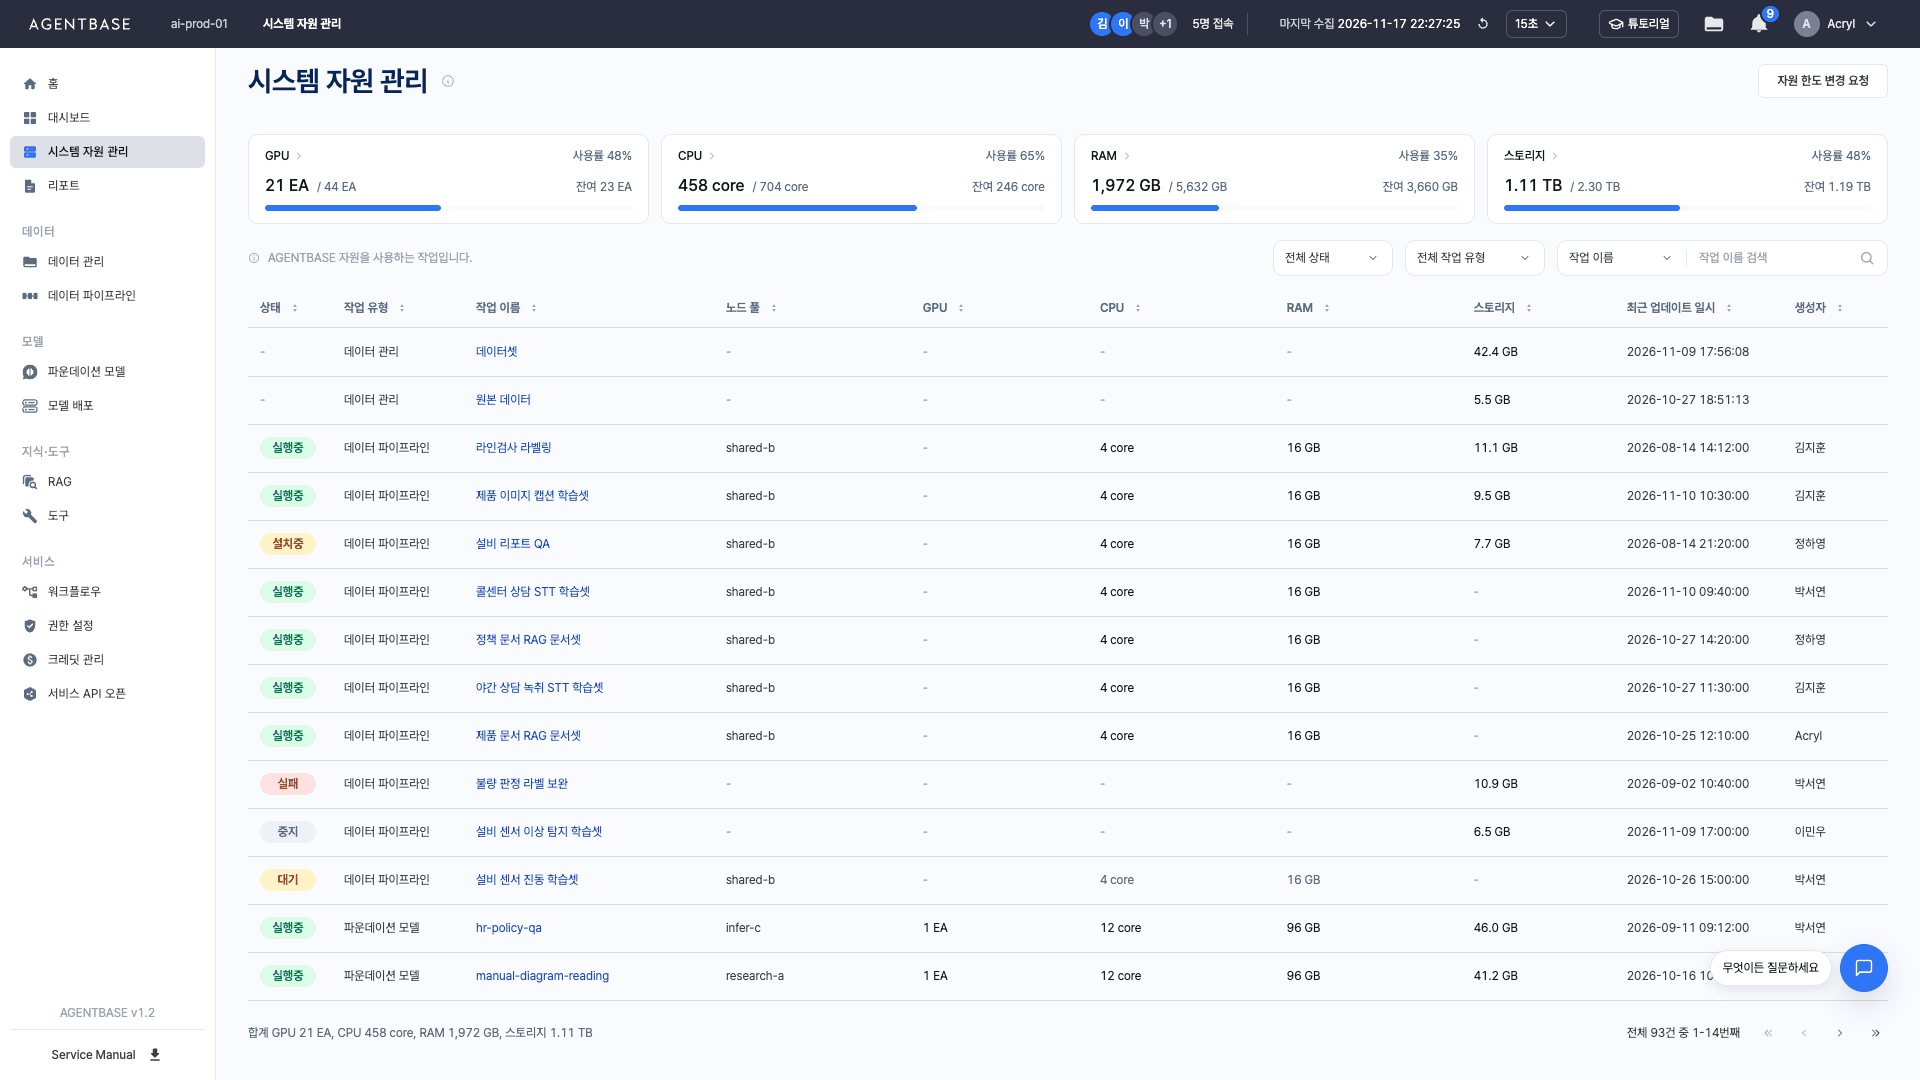 AGENTBASE ai-prod-01 시스템 자원 관리 김 이 박 +1 5명 접속 마지막 수집 2026-11-17 22:27:25 15초 튜토리얼 9 A Acryl
홈
대시보드
시스템 자원 관리
리포트
데이터
데이터 관리
데이터 파이프라인
모델
파운데이션 모델
모델 배포
지식·도구
RAG
도구
서비스
워크플로우
권한 설정
크레딧 관리
서비스 API 오픈
AGENTBASE v1.2
Service Manual
시스템 자원 관리
자원 한도 변경 요청
GPU 사용률 48%
21 EA / 44 EA 잔여 23 EA
CPU 사용률 65%
458 core / 704 core 잔여 246 core
RAM 사용률 35%
1,972 GB / 5,632 GB 잔여 3,660 GB
스토리지 사용률 48%
1.11 TB / 2.30 TB 잔여 1.19 TB
AGENTBASE 자원을 사용하는 작업입니다. 전체 상태 전체 작업 유형 작업 이름 작업 이름 검색
상태 작업 유형 작업 이름 노드 풀 GPU CPU RAM 스토리지 최근 업데이트 일시 생성자
- 데이터 관리 데이터셋 - - - - 42.4 GB 2026-11-09 17:56:08
- 데이터 관리 원본 데이터 - - - - 5.5 GB 2026-10-27 18:51:13
실행중 데이터 파이프라인 라인검사 라벨링 shared-b - 4 core 16 GB 11.1 GB 2026-08-14 14:12:00 김지훈
실행중 데이터 파이프라인 제품 이미지 캡션 학습셋 shared-b - 4 core 16 GB 9.5 GB 2026-11-10 10:30:00 김지훈
설치중 데이터 파이프라인 설비 리포트 QA shared-b - 4 core 16 GB 7.7 GB 2026-08-14 21:20:00 정하영
실행중 데이터 파이프라인 콜센터 상담 STT 학습셋 shared-b - 4 core 16 GB - 2026-11-10 09:40:00 박서연
실행중 데이터 파이프라인 정책 문서 RAG 문서셋 shared-b - 4 core 16 GB - 2026-10-27 14:20:00 정하영
실행중 데이터 파이프라인 야간 상담 녹취 STT 학습셋 shared-b - 4 core 16 GB - 2026-10-27 11:30:00 김지훈
실행중 데이터 파이프라인 제품 문서 RAG 문서셋 shared-b - 4 core 16 GB - 2026-10-25 12:10:00 Acryl
실패 데이터 파이프라인 불량 판정 라벨 보완 - - - - 10.9 GB 2026-09-02 10:40:00 박서연
중지 데이터 파이프라인 설비 센서 이상 탐지 학습셋 - - - - 6.5 GB 2026-11-09 17:00:00 이민우
대기 데이터 파이프라인 설비 센서 진동 학습셋 shared-b - 4 core 16 GB - 2026-10-26 15:00:00 박서연
실행중 파운데이션 모델 hr-policy-qa infer-c 1 EA 12 core 96 GB 46.0 GB 2026-09-11 09:12:00 박서연
실행중 파운데이션 모델 manual-diagram-reading research-a 1 EA 12 core 96 GB 41.2 GB 2026-10-16 10
무엇이든 질문하세요
합계 GPU 21 EA, CPU 458 core, RAM 1,972 GB, 스토리지 1.11 TB 전체 93건 중 1-14번째